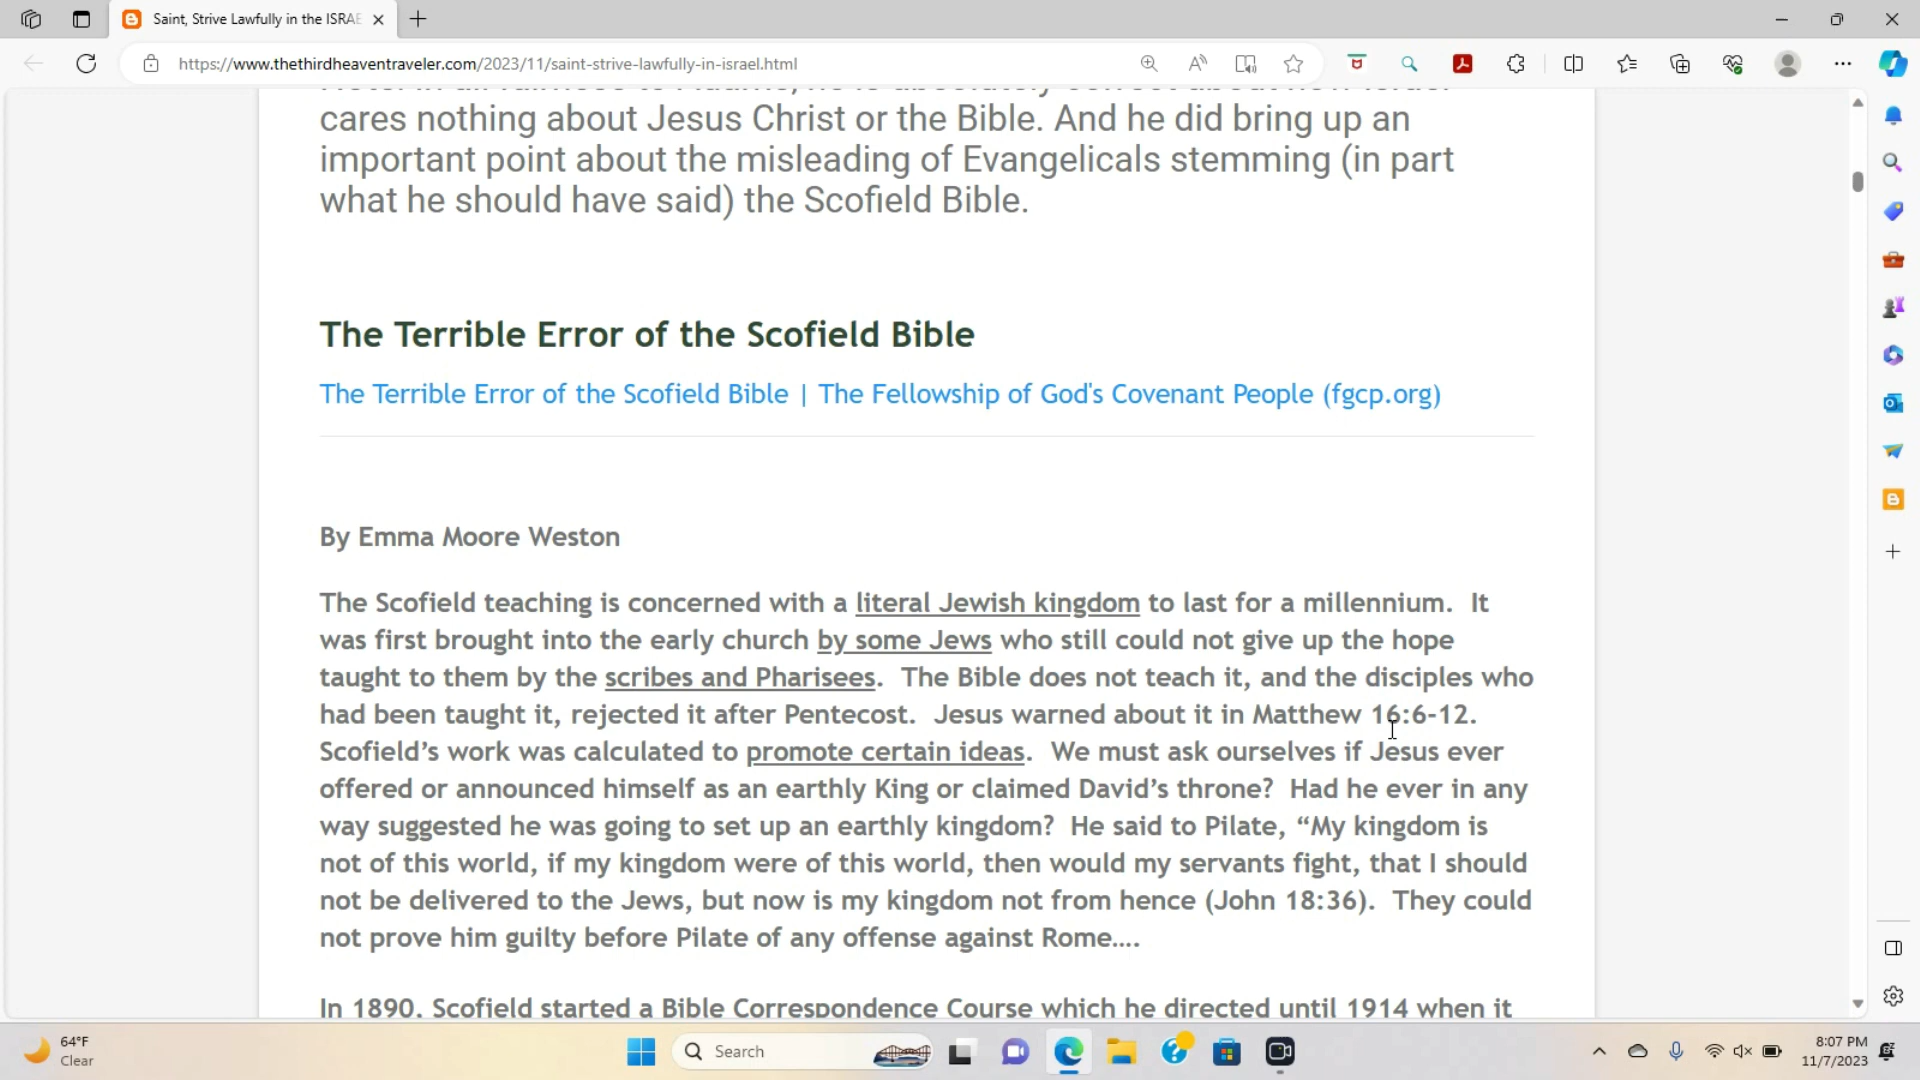 Saint, Strive Lawfully in the ISRAE
https://www.thethirdheaventraveler.com/2023/11/saint-strive-lawfully-in-israel.html
cares nothing about Jesus Christ or the Bible. And he did bring up an
important point about the misleading of Evangelicals stemming (in part
what he should have said) the Scofield Bible.
The Terrible Error of the Scofield Bible
The Terrible Error of the Scofield Bible | The Fellowship of God's Covenant People (fgcp.org)
By Emma Moore Weston
The Scofield teaching is concerned with a literal Jewish kingdom to last for a millennium.  It
was first brought into the early church by some Jews who still could not give up the hope
taught to them by the scribes and Pharisees.  The Bible does not teach it, and the disciples who
had been taught it, rejected it after Pentecost.  Jesus warned about it in Matthew 16:6-12.
Scofield’s work was calculated to promote certain ideas.  We must ask ourselves if Jesus ever
offered or announced himself as an earthly King or claimed David’s throne?  Had he ever in any
way suggested he was going to set up an earthly kingdom?  He said to Pilate, “My kingdom is
not of this world, if my kingdom were of this world, then would my servants fight, that I should
not be delivered to the Jews, but now is my kingdom not from hence (John 18:36).  They could
not prove him guilty before Pilate of any offense against Rome….
In 1890, Scofield started a Bible Correspondence Course which he directed until 1914 when it
64°F
Clear
Search
8:07 PM
11/7/2023